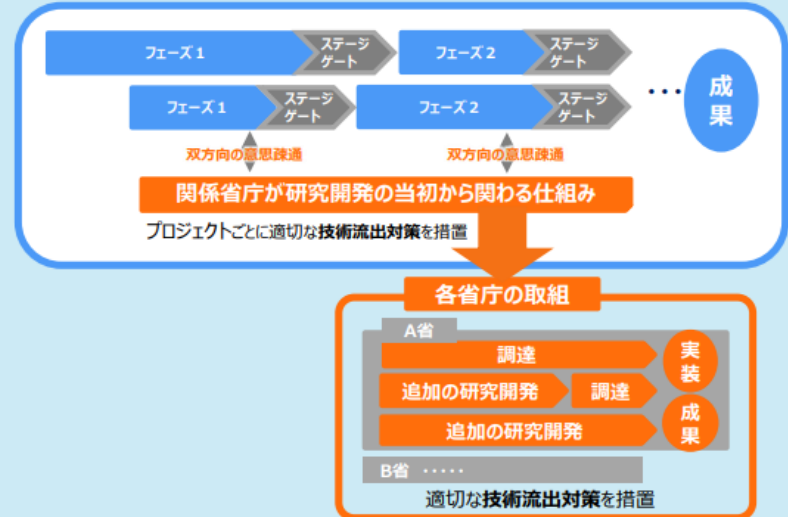 フェーズ1
ステージ
ゲート
フェーズ2
ステージ
ゲート
フェーズ1
ステージ
ゲート
フェーズ2
ステージ
ゲート
・・・
成
果
双方向の意思疎通
双方向の意思疎通
関係省庁が研究開発の当初から関わる仕組み
プロジェクトごとに適切な技術流出対策を措置
各省庁の取組
A省
調達
追加の研究開発
調達
追加の研究開発
実
装
成
果
B省 ・・・・・
適切な技術流出対策を措置